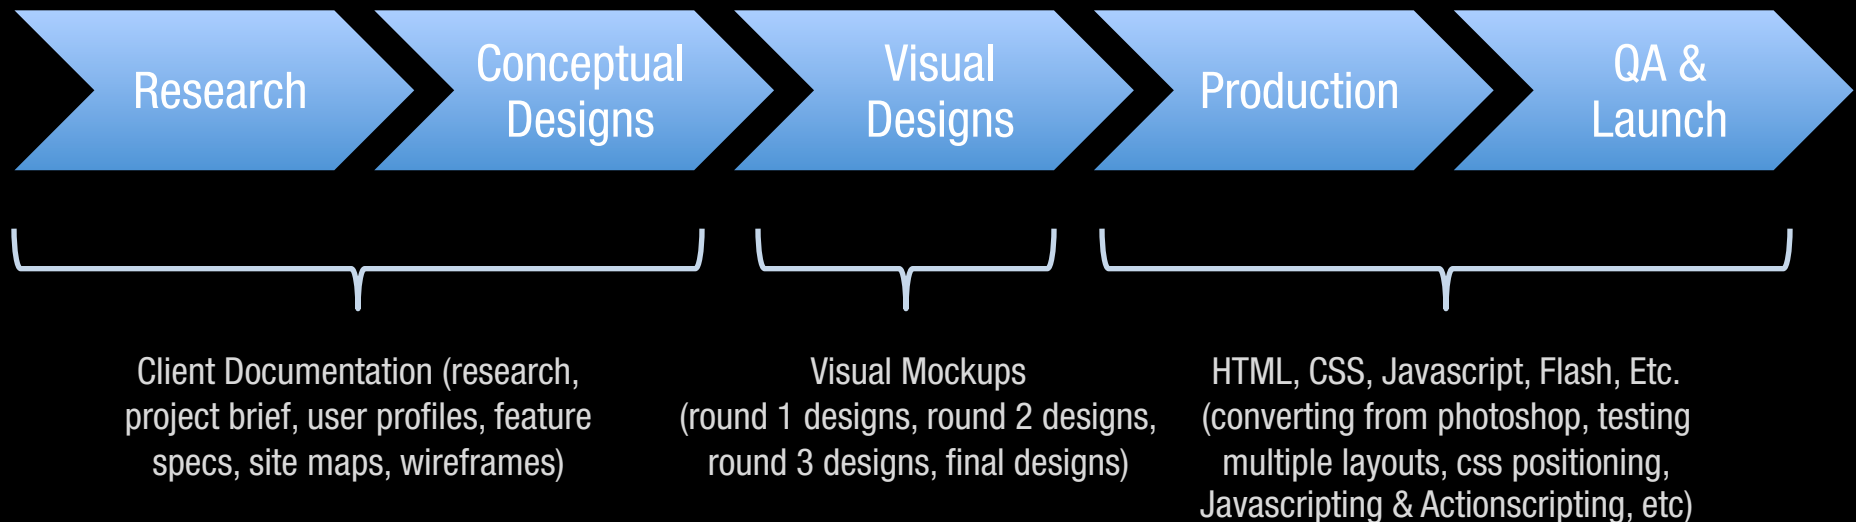 Research
Conceptual
Designs
Visual
Designs
Production
QA &
Launch
Client Documentation (research,
project brief, user profiles, feature
specs, site maps, wireframes)
Visual Mockups
(round 1 designs, round 2 designs,
round 3 designs, final designs)
HTML, CSS, Javascript, Flash, Etc.
(converting from photoshop, testing
multiple layouts, css positioning,
Javascripting & Actionscripting, etc)